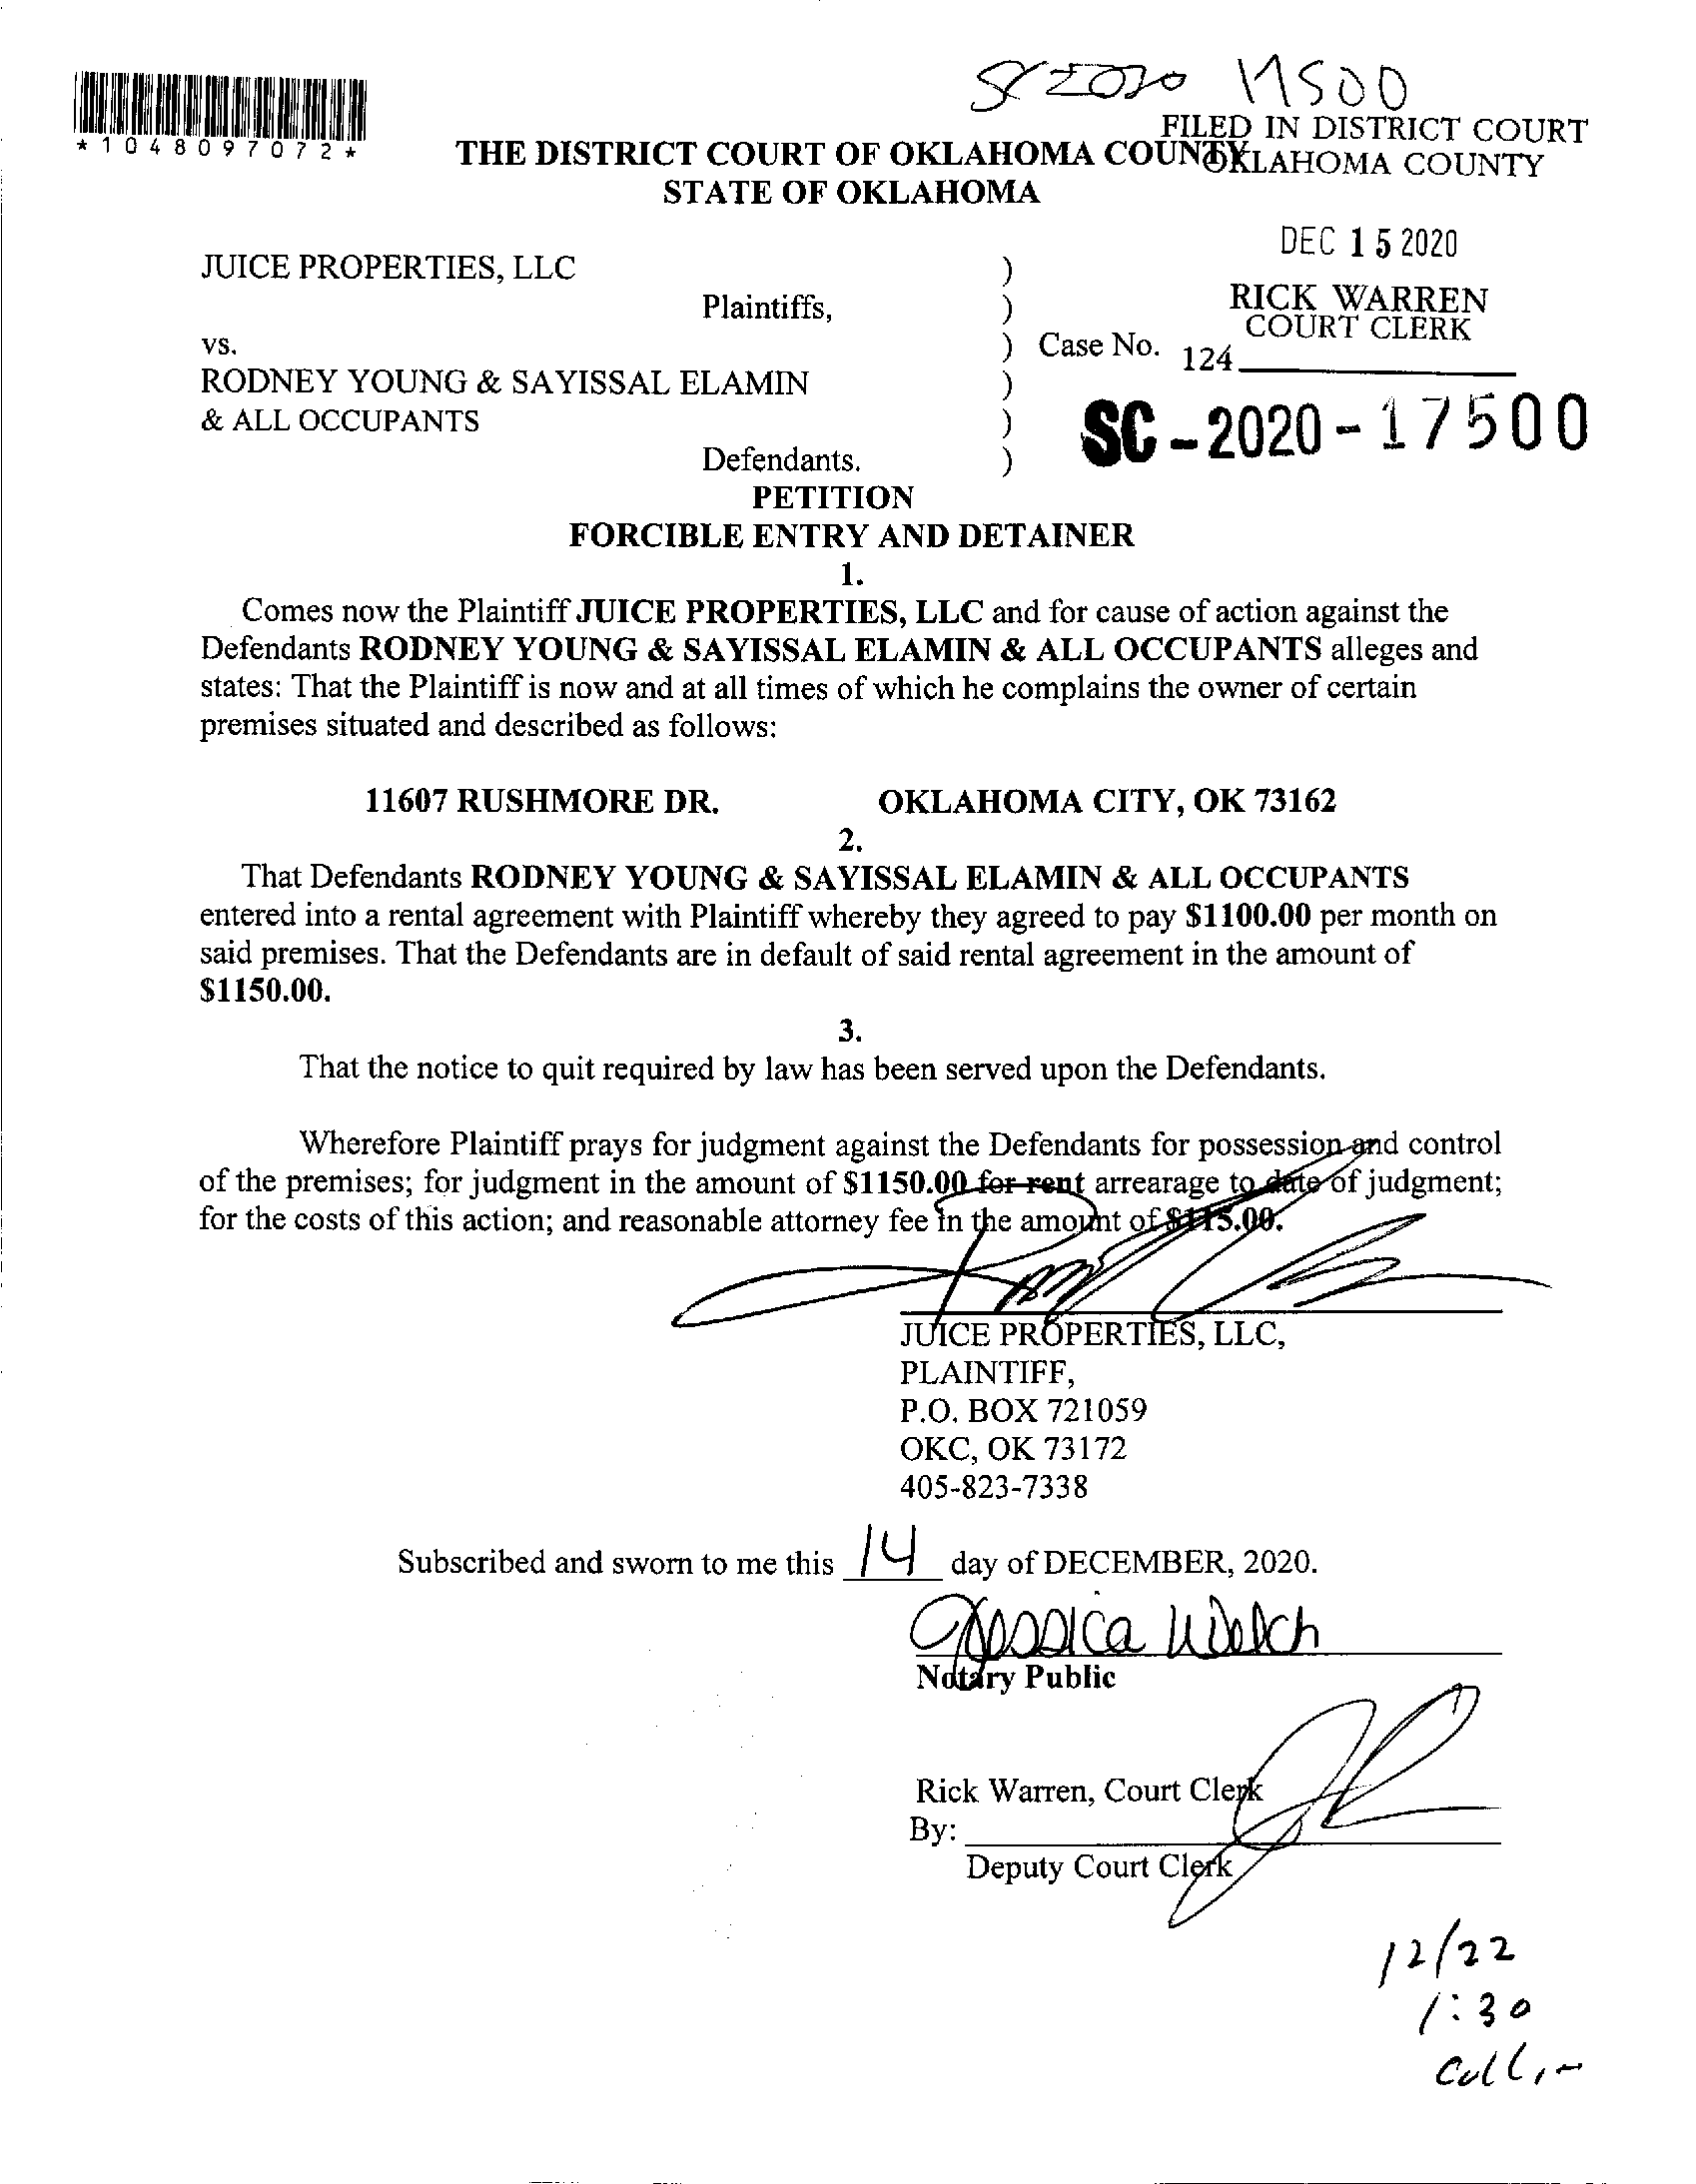 SC 2020 17500
*1048097072*
FILED IN DISTRICT COURT
OKLAHOMA COUNTY
THE DISTRICT COURT OF OKLAHOMA COUNTY
STATE OF OKLAHOMA
DEC 15 2020
RICK WARREN
COURT CLERK
124
JUICE PROPERTIES, LLC )
Plaintiffs, )
vs. ) Case No.
RODNEY YOUNG & SAYISSAL ELAMIN )
& ALL OCCUPANTS )
SC-2020-17500
Defendants. )
PETITION
FORCIBLE ENTRY AND DETAINER
1.
Comes now the Plaintiff JUICE PROPERTIES, LLC and for cause of action against the
Defendants RODNEY YOUNG & SAYISSAL ELAMIN & ALL OCCUPANTS alleges and
states: That the Plaintiff is now and at all times of which he complains the owner of certain
premises situated and described as follows:
11607 RUSHMORE DR. OKLAHOMA CITY, OK 73162
2.
That Defendants RODNEY YOUNG & SAYISSAL ELAMIN & ALL OCCUPANTS
entered into a rental agreement with Plaintiff whereby they agreed to pay $1100.00 per month on
said premises. That the Defendants are in default of said rental agreement in the amount of
$1150.00.
3.
That the notice to quit required by law has been served upon the Defendants.
Wherefore Plaintiff prays for judgment against the Defendants for possession and control
of the premises; for judgment in the amount of $1150.00 for rent arrearage to date of judgment;
for the costs of this action; and reasonable attorney fee in the amount of $115.00.
JUICE PROPERTIES, LLC,
PLAINTIFF,
P.O. BOX 721059
OKC, OK 73172
405-823-7338
Subscribed and sworn to me this 14 day of DECEMBER, 2020.
Jessica Welch
Notary Public
Rick Warren, Court Clerk
By:
Deputy Court Clerk
12/22
1:30